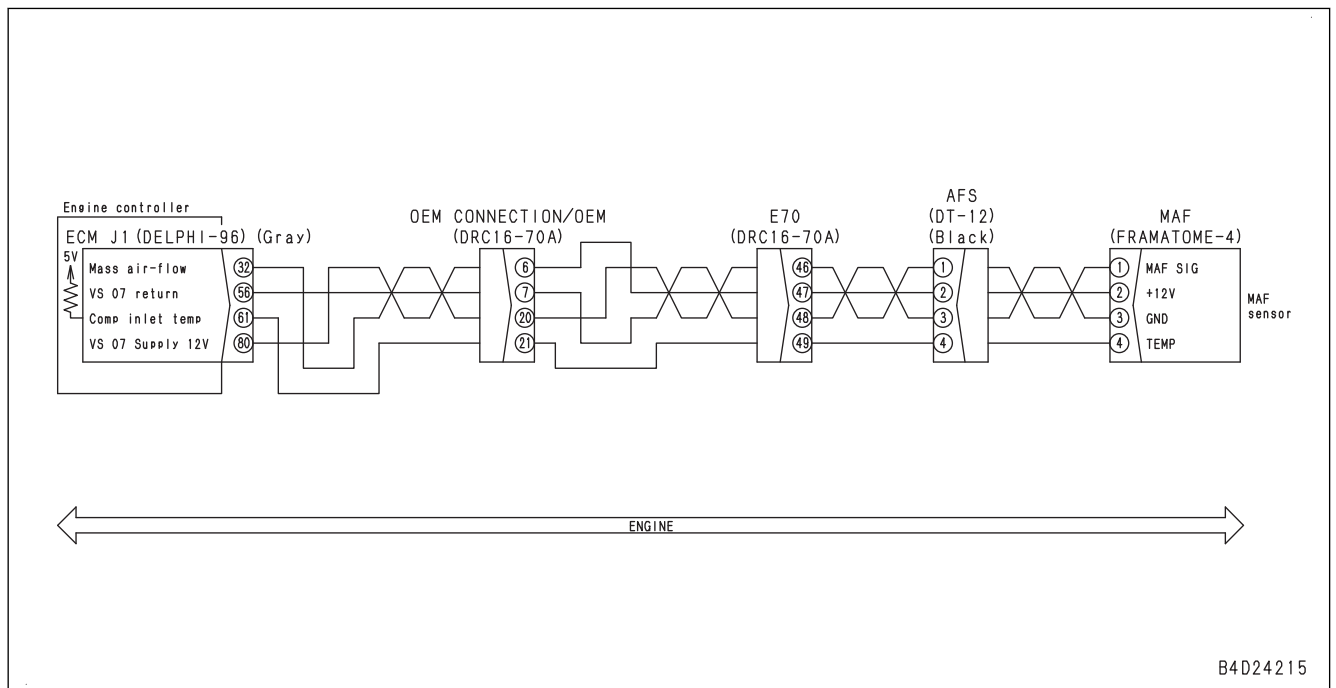 Engine controller
ECM J1(DELPHI-96)(Gray)
5V
Mass air-flow
32
VS 07 return
56
Comp inlet temp
61
VS 07 Supply 12V
80
OEM CONNECTION/OEM
(DRC16-70A)
6
7
20
21
E70
(DRC16-70A)
46
47
48
49
AFS
(DT-12)
(Black)
1
2
3
4
MAF
(FRAMATOME-4)
1 MAF SIG
2 +12V
3 GND
4 TEMP
MAF
sensor
ENGINE
B4D24215